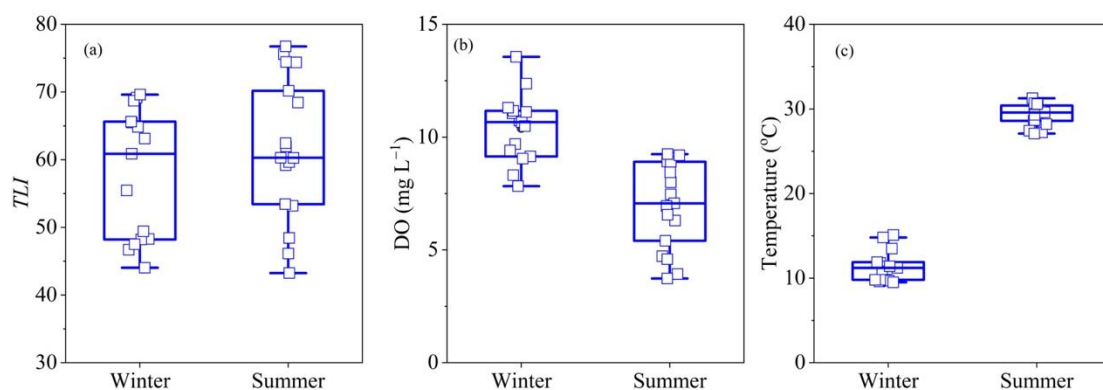 (a)
TLI
80
70
60
50
40
30
Winter
Summer
(b)
DO (mg L⁻¹)
15
10
5
0
Winter
Summer
(c)
Temperature (°C)
40
30
20
10
0
Winter
Summer